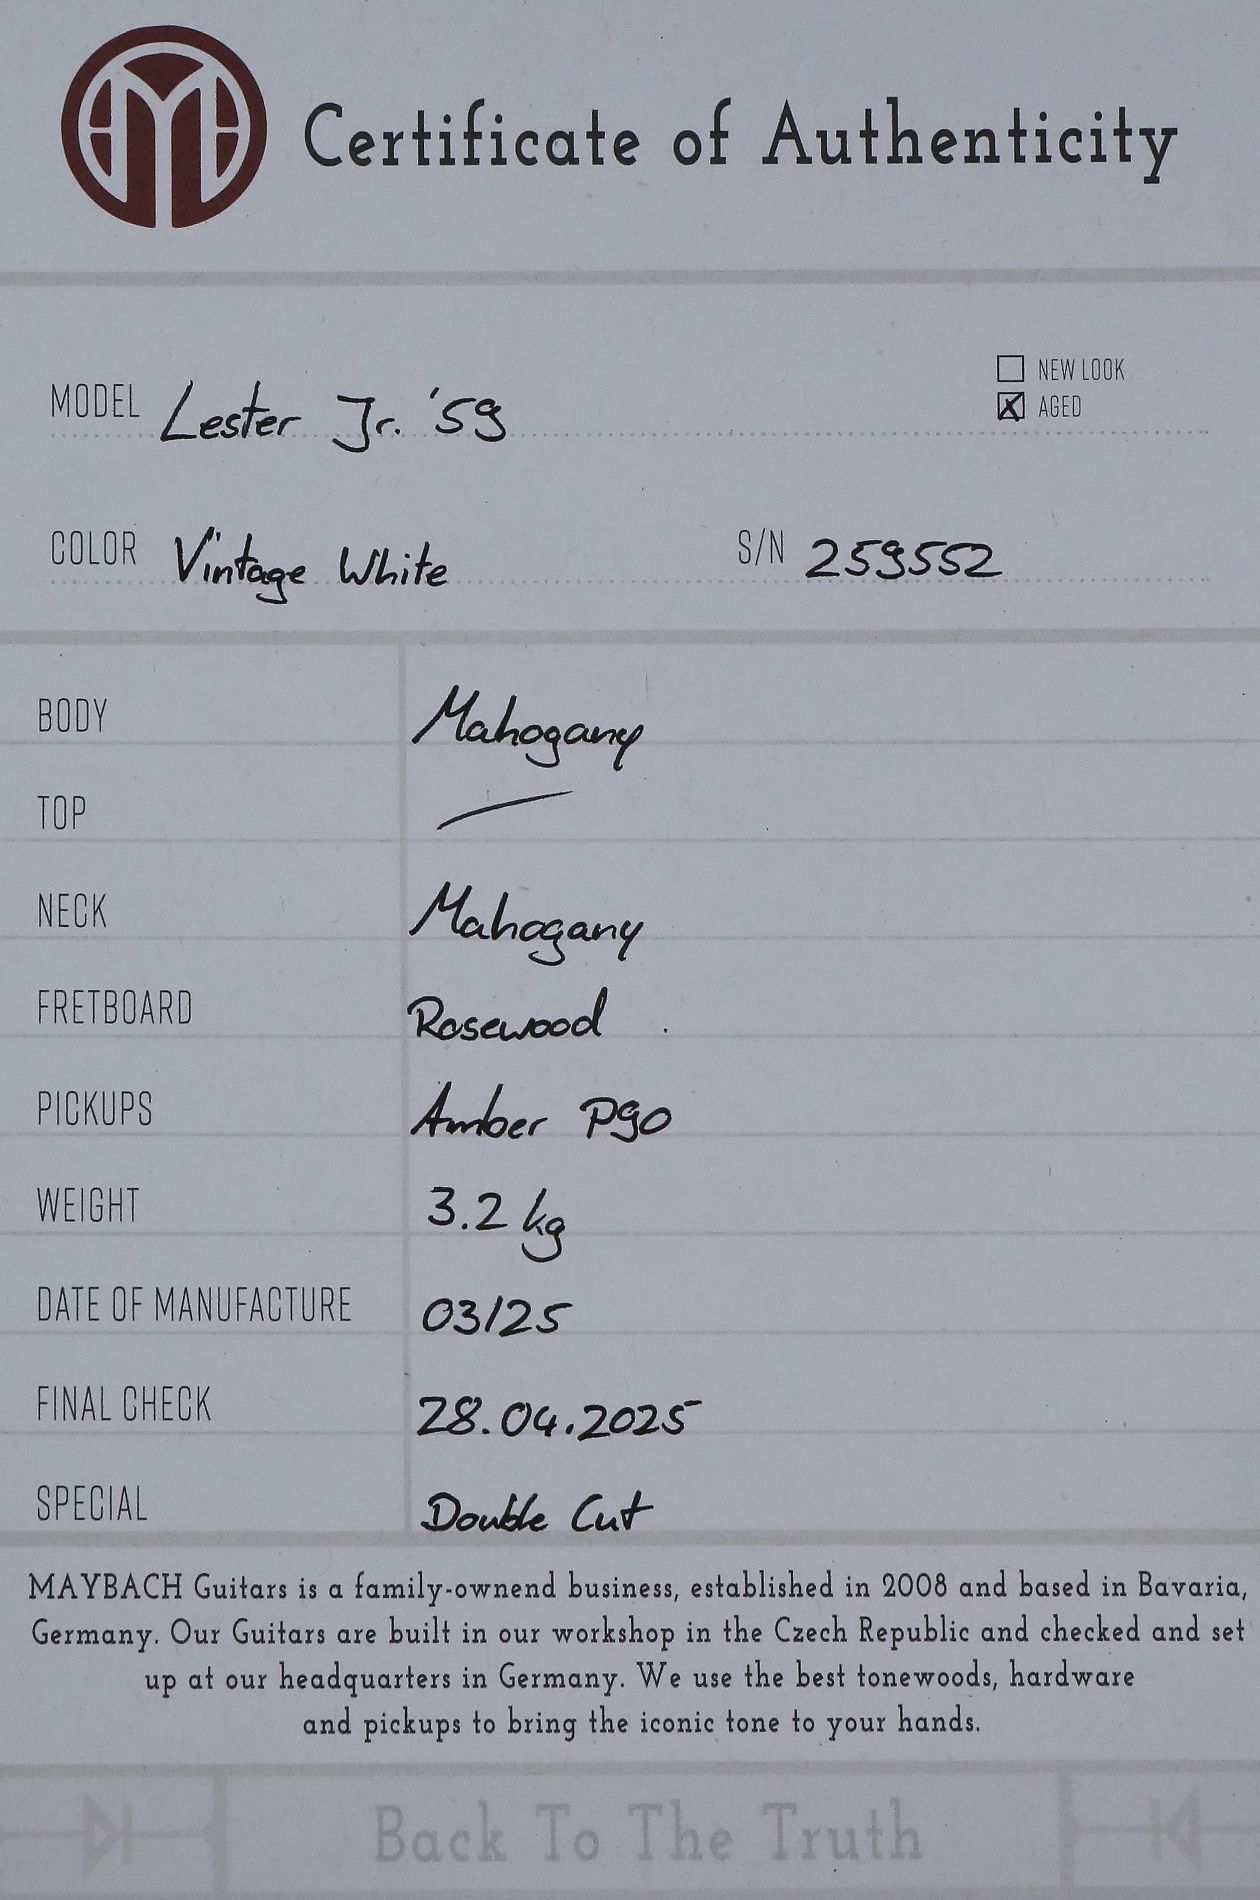 Certificate of Authenticity
NEW LOOK
MODEL Lester Jr. '59
AGED
COLOR Vintage White S/N 259552
BODY Mahogany
TOP
NECK Mahogany
FRETBOARD Rosewood
PICKUPS Amber P90
WEIGHT 3.2 kg
DATE OF MANUFACTURE 03/25
FINAL CHECK 28.04.2025
SPECIAL Double Cut
MAYBACH Guitars is a family-ownend business, established in 2008 and based in Bavaria,
Germany. Our Guitars are built in our workshop in the Czech Republic and checked and set
up at our headquarters in Germany. We use the best tonewoods, hardware
and pickups to bring the iconic tone to your hands.
Back To The Truth